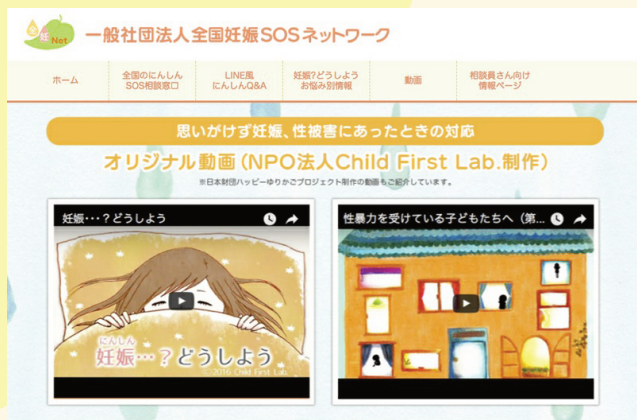 全妊 Net. 一般社団法人全国妊娠SOSネットワーク
ホーム
全国のにんしん
SOS相談窓口
LINE風
にんしんQ&A
妊娠?どうしよう
お悩み別情報
動画
相談員さん向け
情報ページ
思いがけず妊娠、性被害にあったときの対応
オリジナル動画(NPO法人Child First Lab.制作)
※日本財団ハッピーゆりかごプロジェクト制作の動画もご紹介しています。
妊娠・・・?どうしよう
にんしん
妊娠…?どうしよう
©2016 Child First Lab.
性暴力を受けている子どもたちへ(第...